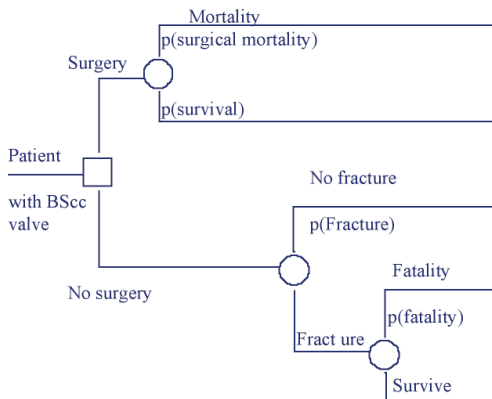 Mortality
p(surgical mortality)
Surgery
p(survival)
Patient
with BScc
valve
No fracture
p(Fracture)
Fatality
No surgery
p(fatality)
Fract ure
Survive